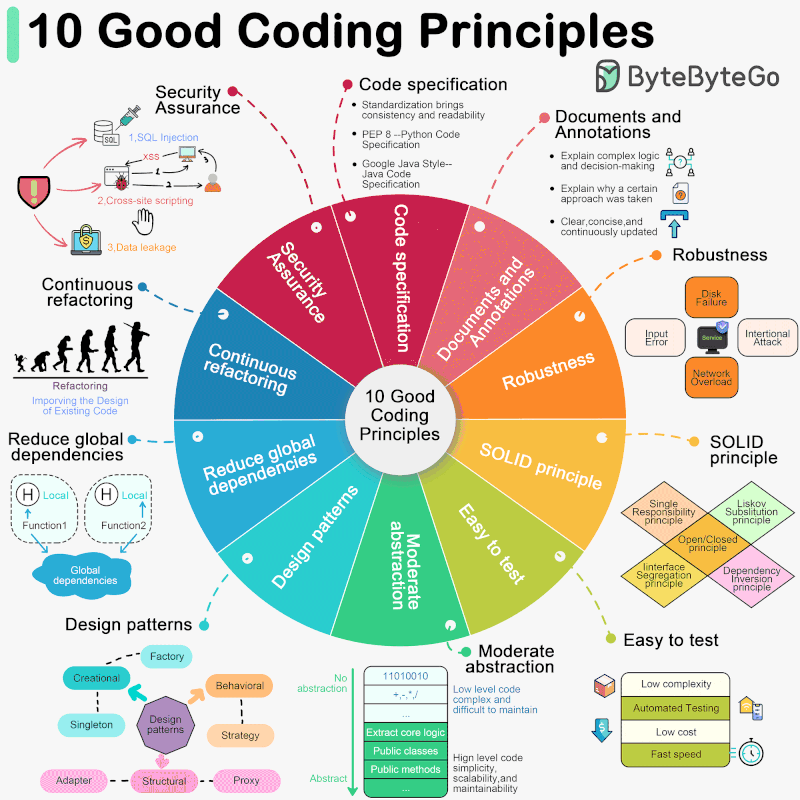 10 Good Coding Principles
ByteByteGo
Security
Assurance
SQL
1,SQL Injection
XSS
1
2
3
2,Cross-site scripting
3,Data leakage
Code specification
• Standardization brings
consistency and readability
• PEP 8 --Python Code
Specification
• Google Java Style--
Java Code
Specification
Documents and
Annotations
• Explain complex logic
and decision-making
• Explain why a certain
approach was taken
• Clear,concise,and
continuously updated
?
?
Robustness
Disk
Failure
Input
Error
Service
Intertional
Attack
Network
Overload
SOLID
principle
Single
Responsibility
principle
Liskov
Substitution
principle
Open/Closed
principle
Iinterface
Segregation
principle
Dependency
Inversion
principle
Easy to test
Low complexity
Automated Testing
Low cost
Fast speed
Moderate
abstraction
No
abstraction
Abstract
11010010
+,-,*,/
...
Extract core logic
Public classes
Public methods
...
Low level code
complex and
difficult to maintain
Hign level code
simplicity,
scalability,and
maintainability
Design patterns
Factory
Creational
Singleton
Design
patterns
Behavioral
Strategy
Adapter
Structural
Proxy
Reduce global
dependencies
H Local
Function1
H Local
Function2
Global
dependencies
Continuous
refactoring
Refactoring
Imporving the Design
of Existing Code
10 Good
Coding
Principles
Code specification
Documents and
Annotations
Robustness
SOLID principle
Easy to test
Moderate
abstraction
Design patterns
Reduce global
dependencies
Continuous
refactoring
Security
Assurance